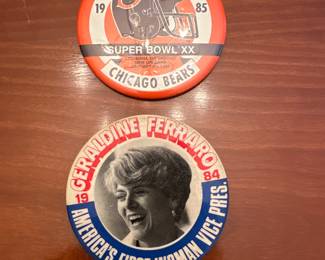 19 85
SUPER BOWL XX
CHICAGO BEARS
GERALDINE FERRARO
19 84
AMERICA'S FIRST WOMAN VICE PRES.